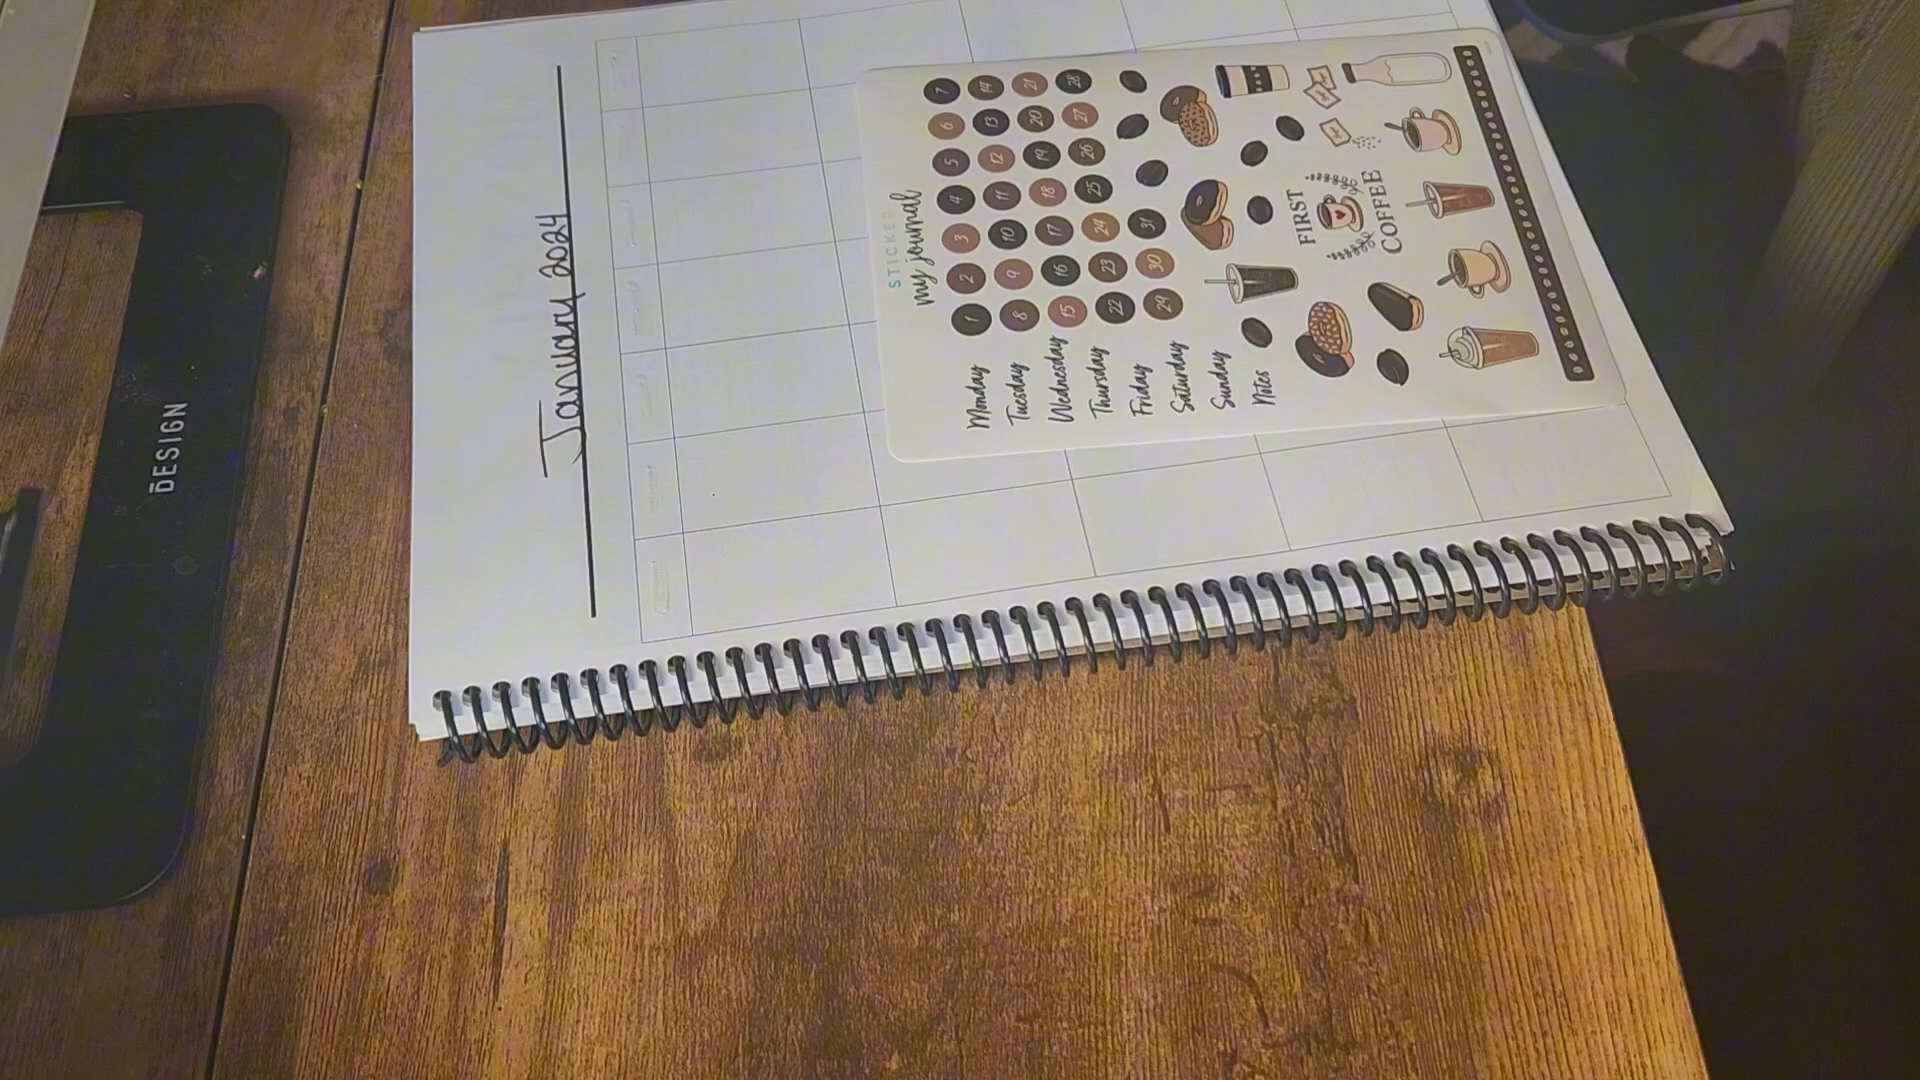 January 2024
STICKER
my journal
1 2 3 4 5 6 7
8 9 10 11 12 13 14
15 16 17 18 19 20 21
22 23 24 25 26 27 28
29 30 31
Monday
Tuesday
Wednesday
Thursday
Friday
Saturday
Sunday
Notes
FIRST
COFFEE
DESIGN